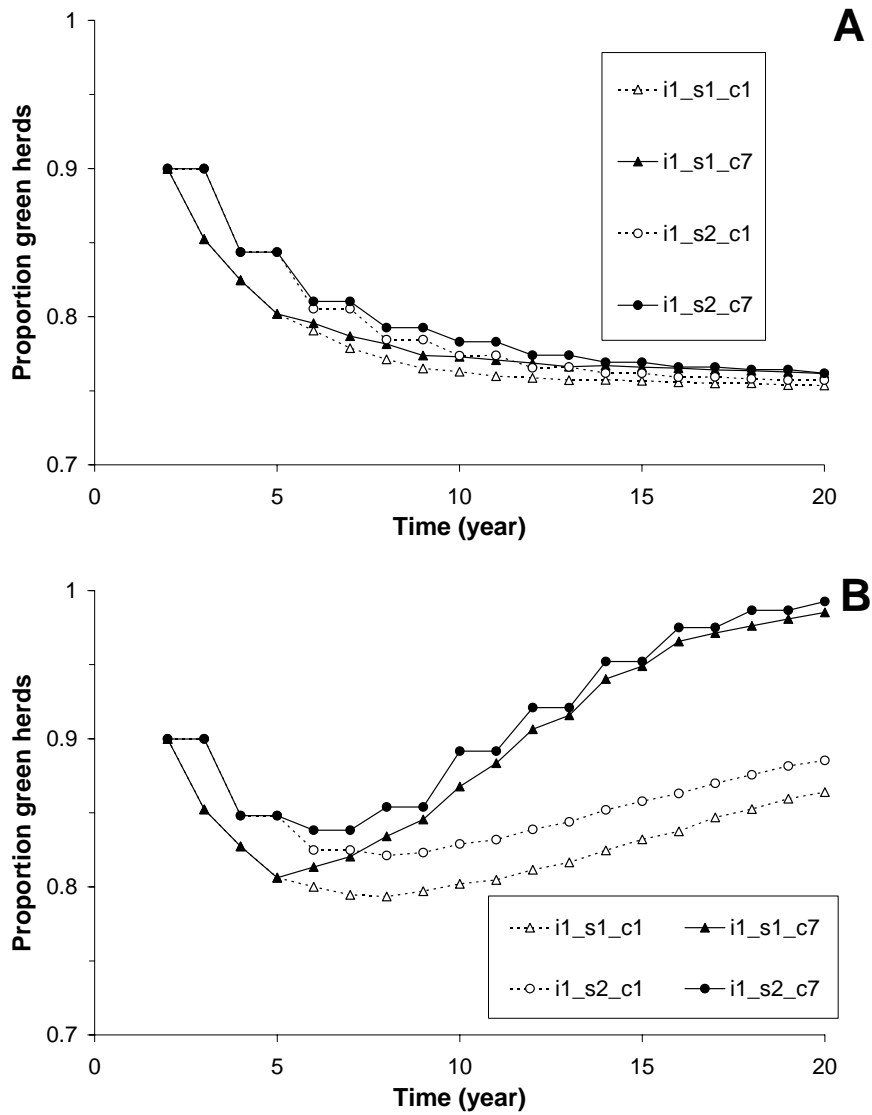 A
1
0.9
0.8
0.7
Proportion green herds
i1_s1_c1
i1_s1_c7
i1_s2_c1
i1_s2_c7
0 5 10 15 20
Time (year)
B
1
0.9
0.8
0.7
Proportion green herds
i1_s1_c1 i1_s1_c7
i1_s2_c1 i1_s2_c7
0 5 10 15 20
Time (year)